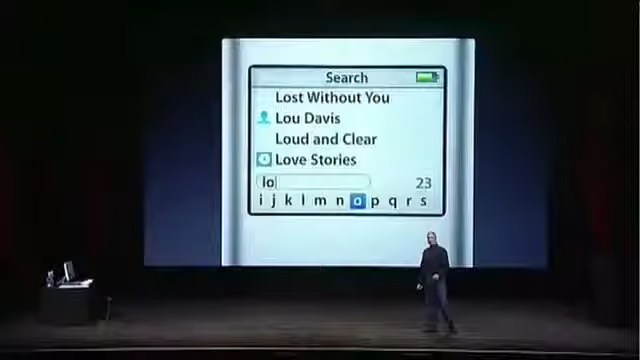 Search
Lost Without You
Lou Davis
Loud and Clear
Love Stories
lo 23
i j k l m n o p q r s